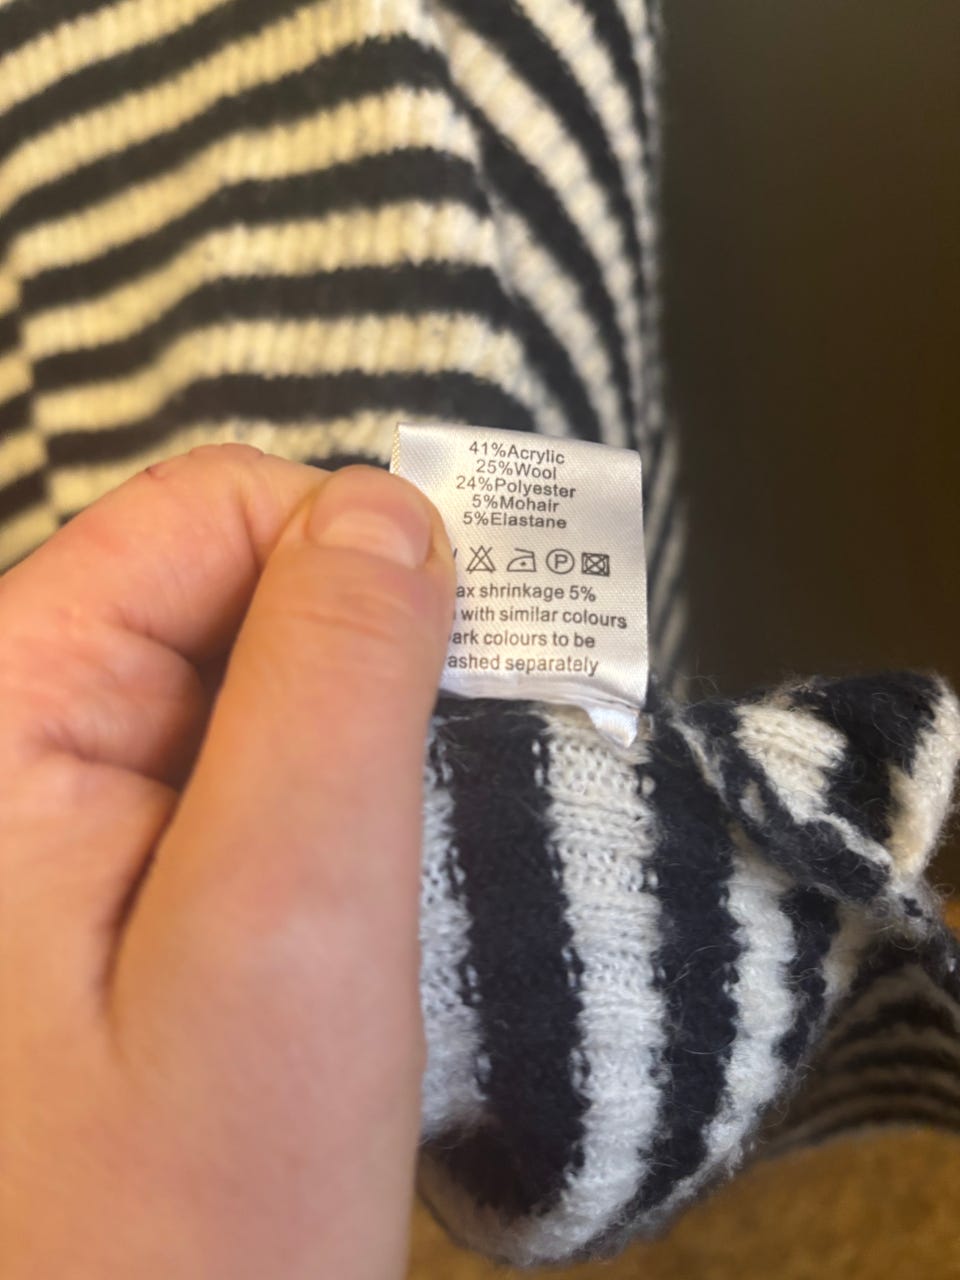 41%Acrylic
25%Wool
24%Polyester
5%Mohair
5%Elastane
P
shrinkage 5%
with similar colours
colours to be
separately